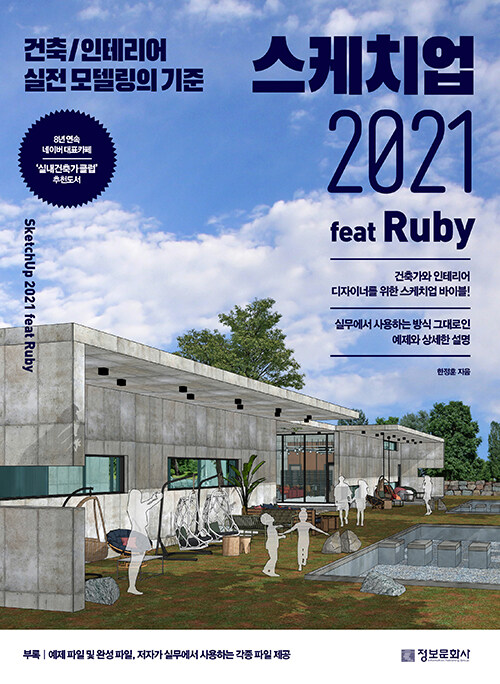 건축/인테리어
실전 모델링의 기준
스케치업
2021
feat Ruby
8년 연속
네이버 대표카페
'실내건축가클럽'
추천도서
SketchUp 2021 feat Ruby
건축가와 인테리어
디자이너를 위한 스케치업 바이블!
실무에서 사용하는 방식 그대로인
예제와 상세한 설명
한정훈 지음
부록 | 예제 파일 및 완성 파일, 저자가 실무에서 사용하는 각종 파일 제공
정보문화사